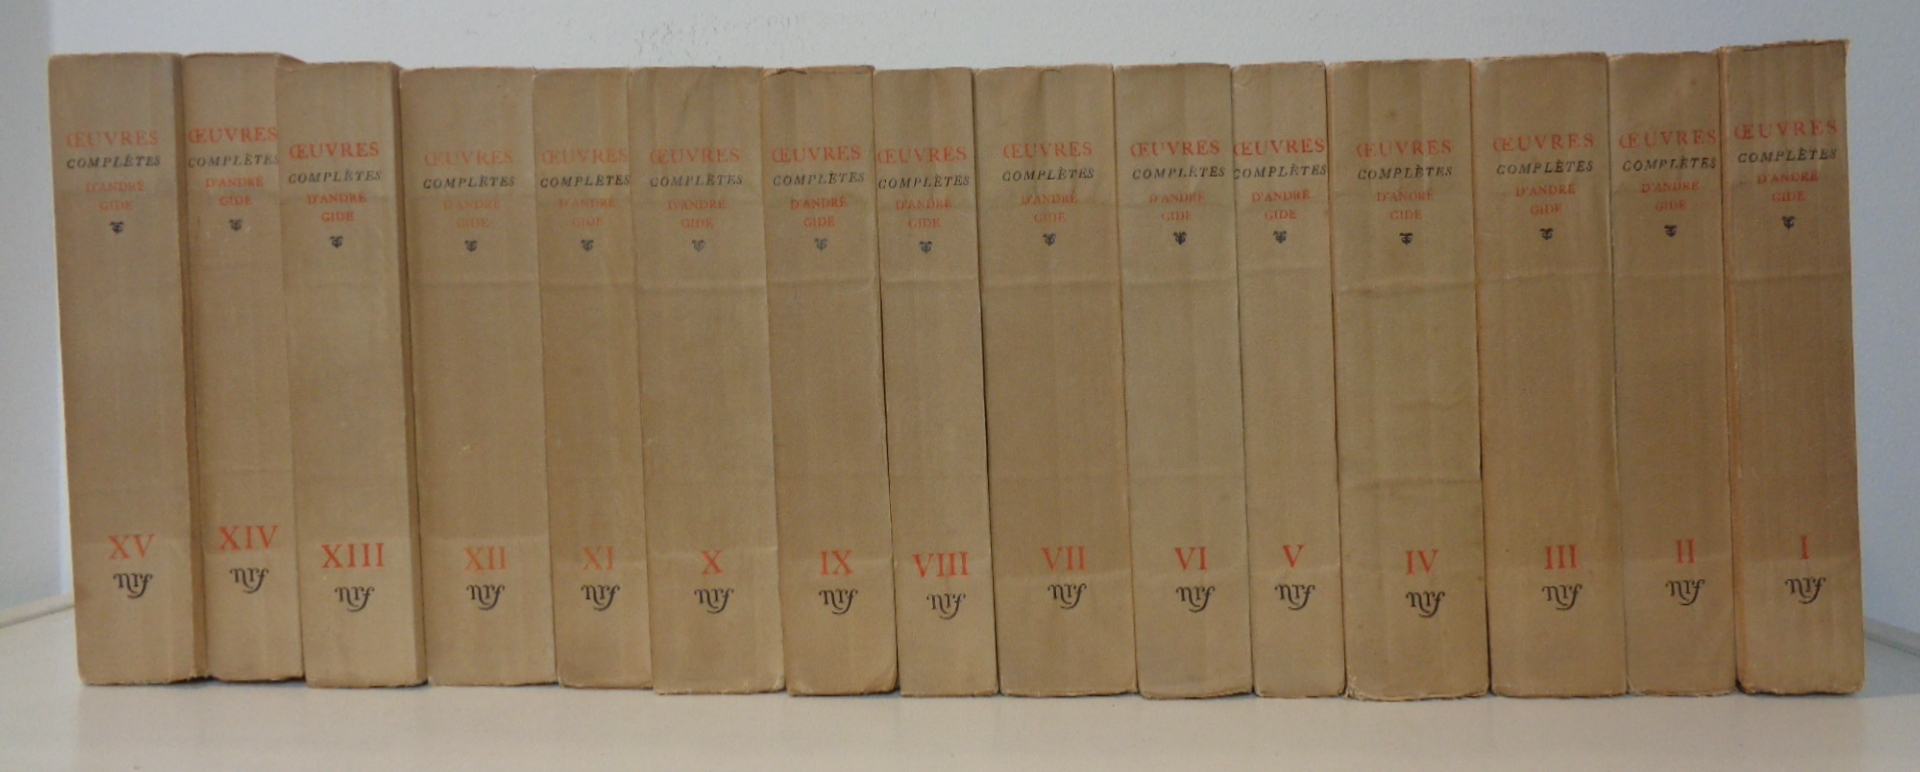 ŒUVRES
COMPLÈTES
D'ANDRÉ
GIDE
XV
nrf
ŒUVRES
COMPLÈTES
D'ANDRÉ
GIDE
XIV
nrf
ŒUVRES
COMPLÈTES
D'ANDRÉ
GIDE
XIII
nrf
ŒUVRES
COMPLÈTES
D'ANDRÉ
GIDE
XII
nrf
ŒUVRES
COMPLÈTES
D'ANDRÉ
GIDE
XI
nrf
ŒUVRES
COMPLÈTES
D'ANDRÉ
GIDE
X
nrf
ŒUVRES
COMPLÈTES
D'ANDRÉ
GIDE
IX
nrf
ŒUVRES
COMPLÈTES
D'ANDRÉ
GIDE
VIII
nrf
ŒUVRES
COMPLÈTES
D'ANDRÉ
GIDE
VII
nrf
ŒUVRES
COMPLÈTES
D'ANDRÉ
GIDE
VI
nrf
ŒUVRES
COMPLÈTES
D'ANDRÉ
GIDE
V
nrf
ŒUVRES
COMPLÈTES
D'ANDRÉ
GIDE
IV
nrf
ŒUVRES
COMPLÈTES
D'ANDRÉ
GIDE
III
nrf
ŒUVRES
COMPLÈTES
D'ANDRÉ
GIDE
II
nrf
ŒUVRES
COMPLÈTES
D'ANDRÉ
GIDE
I
nrf